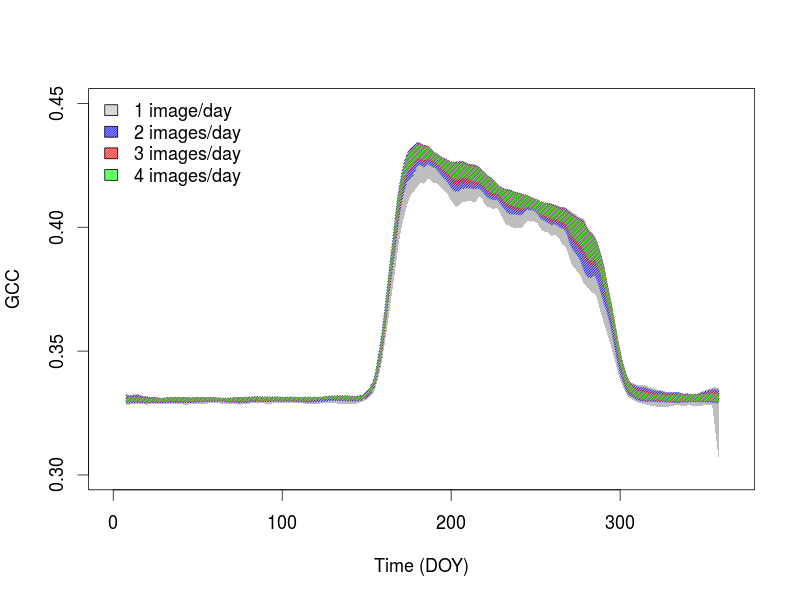 1 image/day
2 images/day
3 images/day
4 images/day
GCC
0.45
0.40
0.35
0.30
0
100
200
300
Time (DOY)